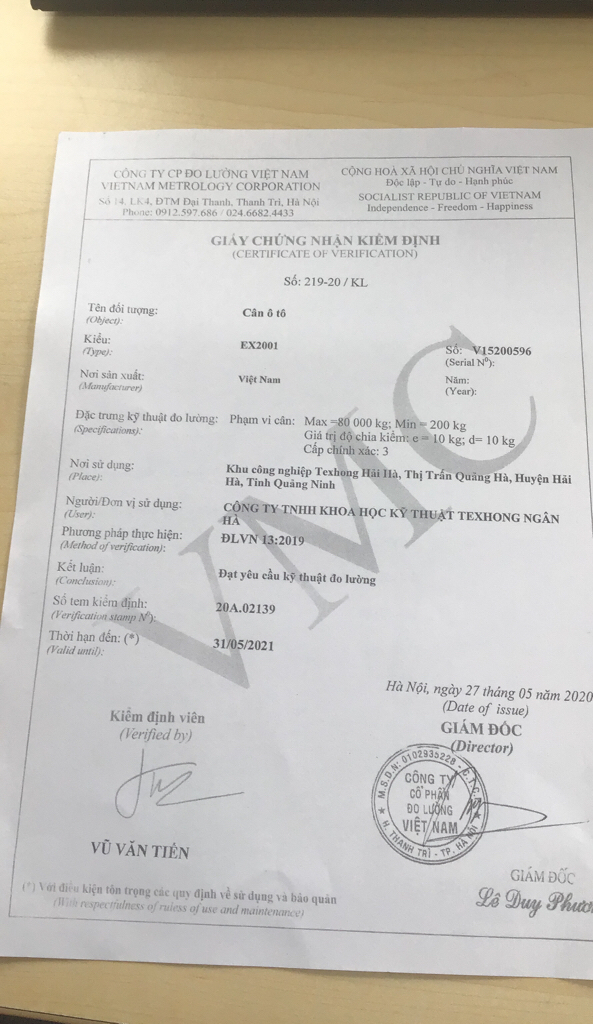 CÔNG TY CP ĐO LƯỜNG VIỆT NAM
VIETNAM METROLOGY CORPORATION
Số 14, LK4, ĐTM Đại Thanh, Thanh Trì, Hà Nội
Phone: 0912.597.686 / 024.6682.4433
CỘNG HOÀ XÃ HỘI CHỦ NGHĨA VIỆT NAM
Độc lập - Tự do - Hạnh phúc
SOCIALIST REPUBLIC OF VIETNAM
Independence - Freedom - Happiness
GIẤY CHỨNG NHẬN KIỂM ĐỊNH
(CERTIFICATE OF VERIFICATION)
Số: 219-20 / KL
Tên đối tượng: Cân ô tô
(Object):
Kiểu: EX2001 Số: V15200596
(Type): (Serial Nº):
Nơi sản xuất: Việt Nam Năm:
(Manufacturer) (Year):
Đặc trưng kỹ thuật đo lường: Phạm vi cân: Max =80 000 kg; Min = 200 kg
(Specifications): Giá trị độ chia kiểm: e = 10 kg; d= 10 kg
Cấp chính xác: 3
Nơi sử dụng: Khu công nghiệp Texhong Hải Hà, Thị Trấn Quảng Hà, Huyện Hải
(Place): Hà, Tỉnh Quảng Ninh
Người/Đơn vị sử dụng: CÔNG TY TNHH KHOA HỌC KỸ THUẬT TEXHONG NGÂN
(User): HÀ
Phương pháp thực hiện: ĐLVN 13:2019
(Method of verification):
Kết luận: Đạt yêu cầu kỹ thuật đo lường
(Conclusion):
Số tem kiểm định: 20A.02139
(Verification stamp Nº):
Thời hạn đến: (*) 31/05/2021
(Valid until):
VMC
Hà Nội, ngày 27 tháng 05 năm 2020
(Date of issue)
Kiểm định viên
(Verified by)
GIÁM ĐỐC
(Director)
M.S.D.N: 0102935228 - C.T.C.P
CÔNG TY
CỔ PHẦN
ĐO LƯỜNG
VIỆT NAM
H. THANH TRÌ - TP. HÀ NỘI
VŨ VĂN TIẾN
GIÁM ĐỐC
Lê Duy
(*) Với điều kiện tôn trọng các quy định về sử dụng và bảo quản
(With respectfulness of ruless of use and maintenance)